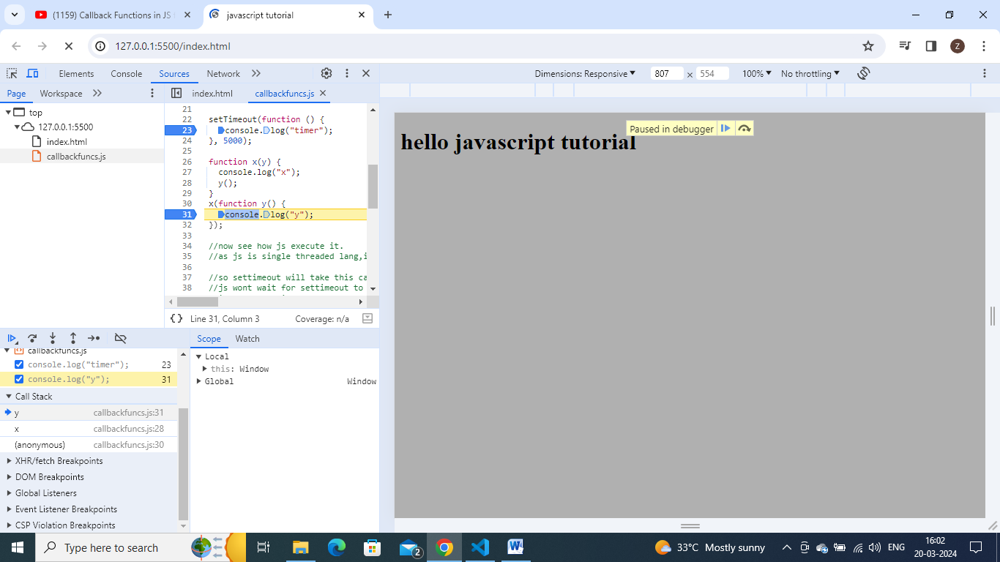 (1159) Callback Functions in JS
javascript tutorial
127.0.0.1:5500/index.html
Z
Elements Console Sources Network
Dimensions: Responsive 807 × 554 100% No throttling
Page Workspace
index.html callbackfuncs.js
top
127.0.0.1:5500
index.html
callbackfuncs.js
21
22 setTimeout(function () {
23 console.log("timer");
24 }, 5000);
25
26 function x(y) {
27 console.log("x");
28 y();
29 }
30 x(function y() {
31 console.log("y");
32 });
33
34 //now see how js execute it.
35 //as js is single threaded lang,i
36
37 //so settimeout will take this ca
38 //js wont wait for settimeout to
{} Line 31, Column 3 Coverage: n/a
Paused in debugger
hello javascript tutorial
Scope Watch
callbackfuncs.js
console.log("timer"); 23
console.log("y"); 31
Call Stack
y callbackfuncs.js:31
x callbackfuncs.js:28
(anonymous) callbackfuncs.js:30
XHR/fetch Breakpoints
DOM Breakpoints
Global Listeners
Event Listener Breakpoints
CSP Violation Breakpoints
Local
this: Window
Global Window
Type here to search
2
33°C Mostly sunny
ENG
16:02
20-03-2024